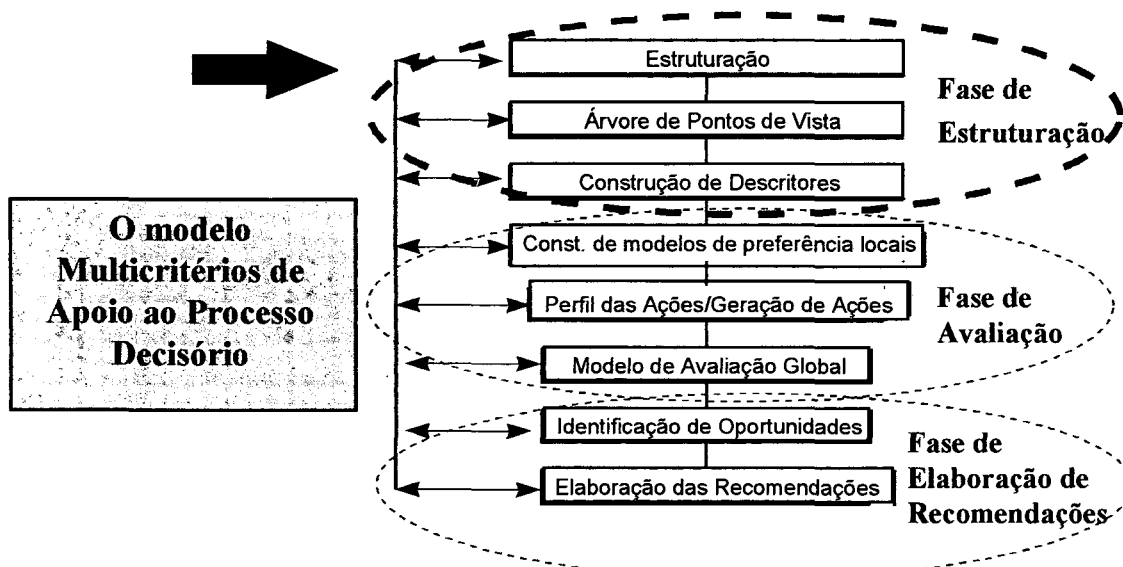 O modelo
Multicritérios de
Apoio ao Processo
Decisório
Estruturação
Árvore de Pontos de Vista
Construção de Descritores
Fase de
Estruturação
Const. de modelos de preferência locais
Perfil das Ações/Geração de Ações
Modelo de Avaliação Global
Fase de
Avaliação
Identificação de Oportunidades
Elaboração das Recomendações
Fase de
Elaboração de
Recomendações